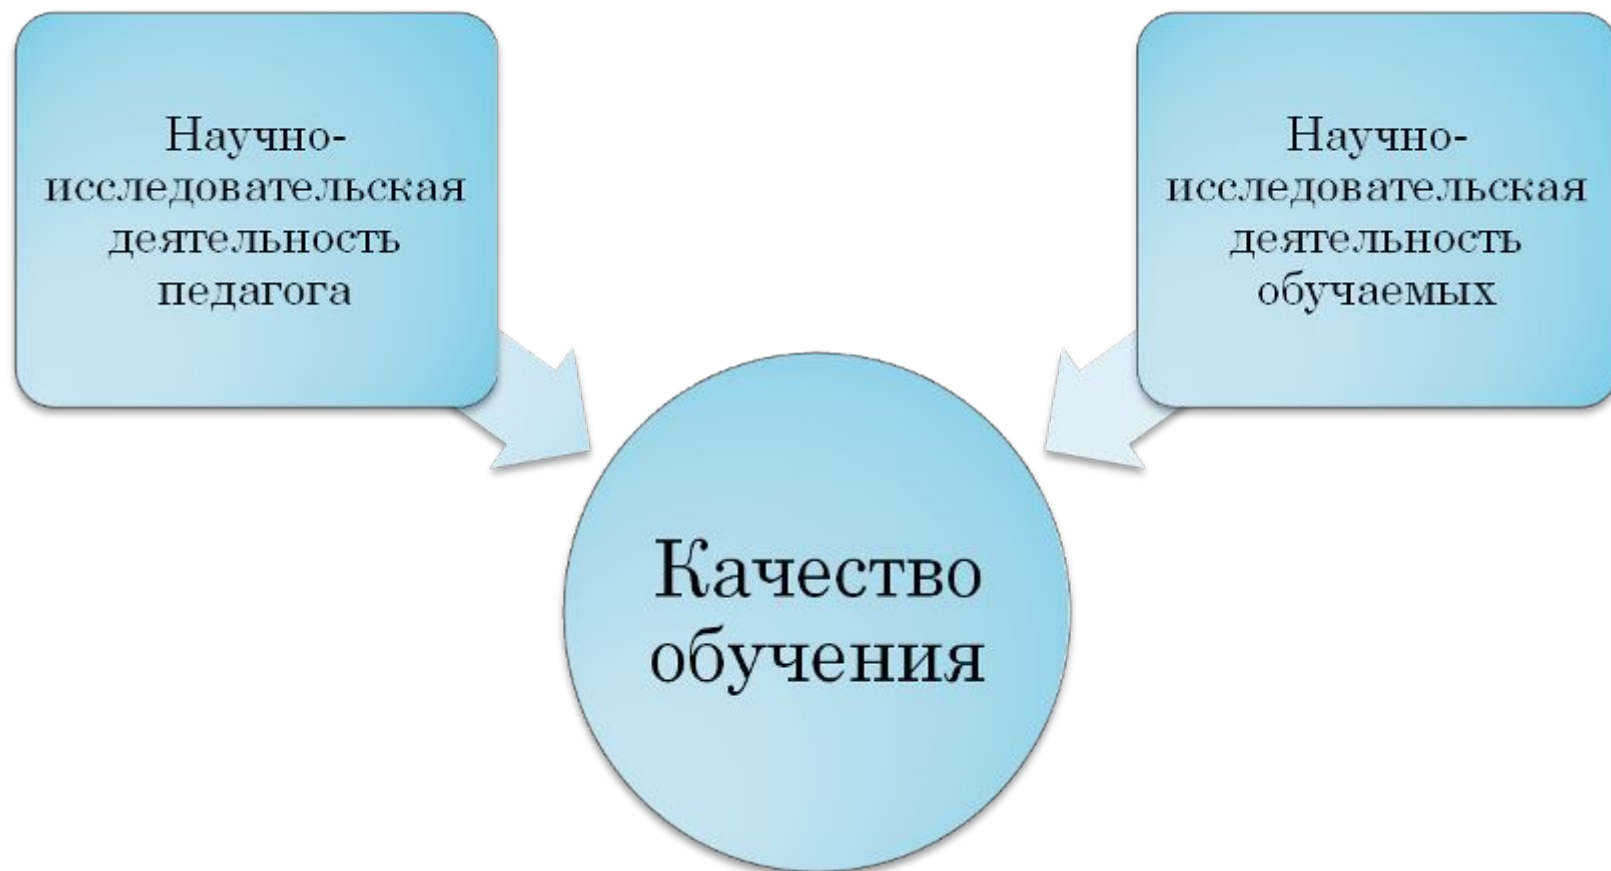 Научно-
исследовательская
деятельность
педагога
Научно-
исследовательская
деятельность
обучаемых
Качество
обучения